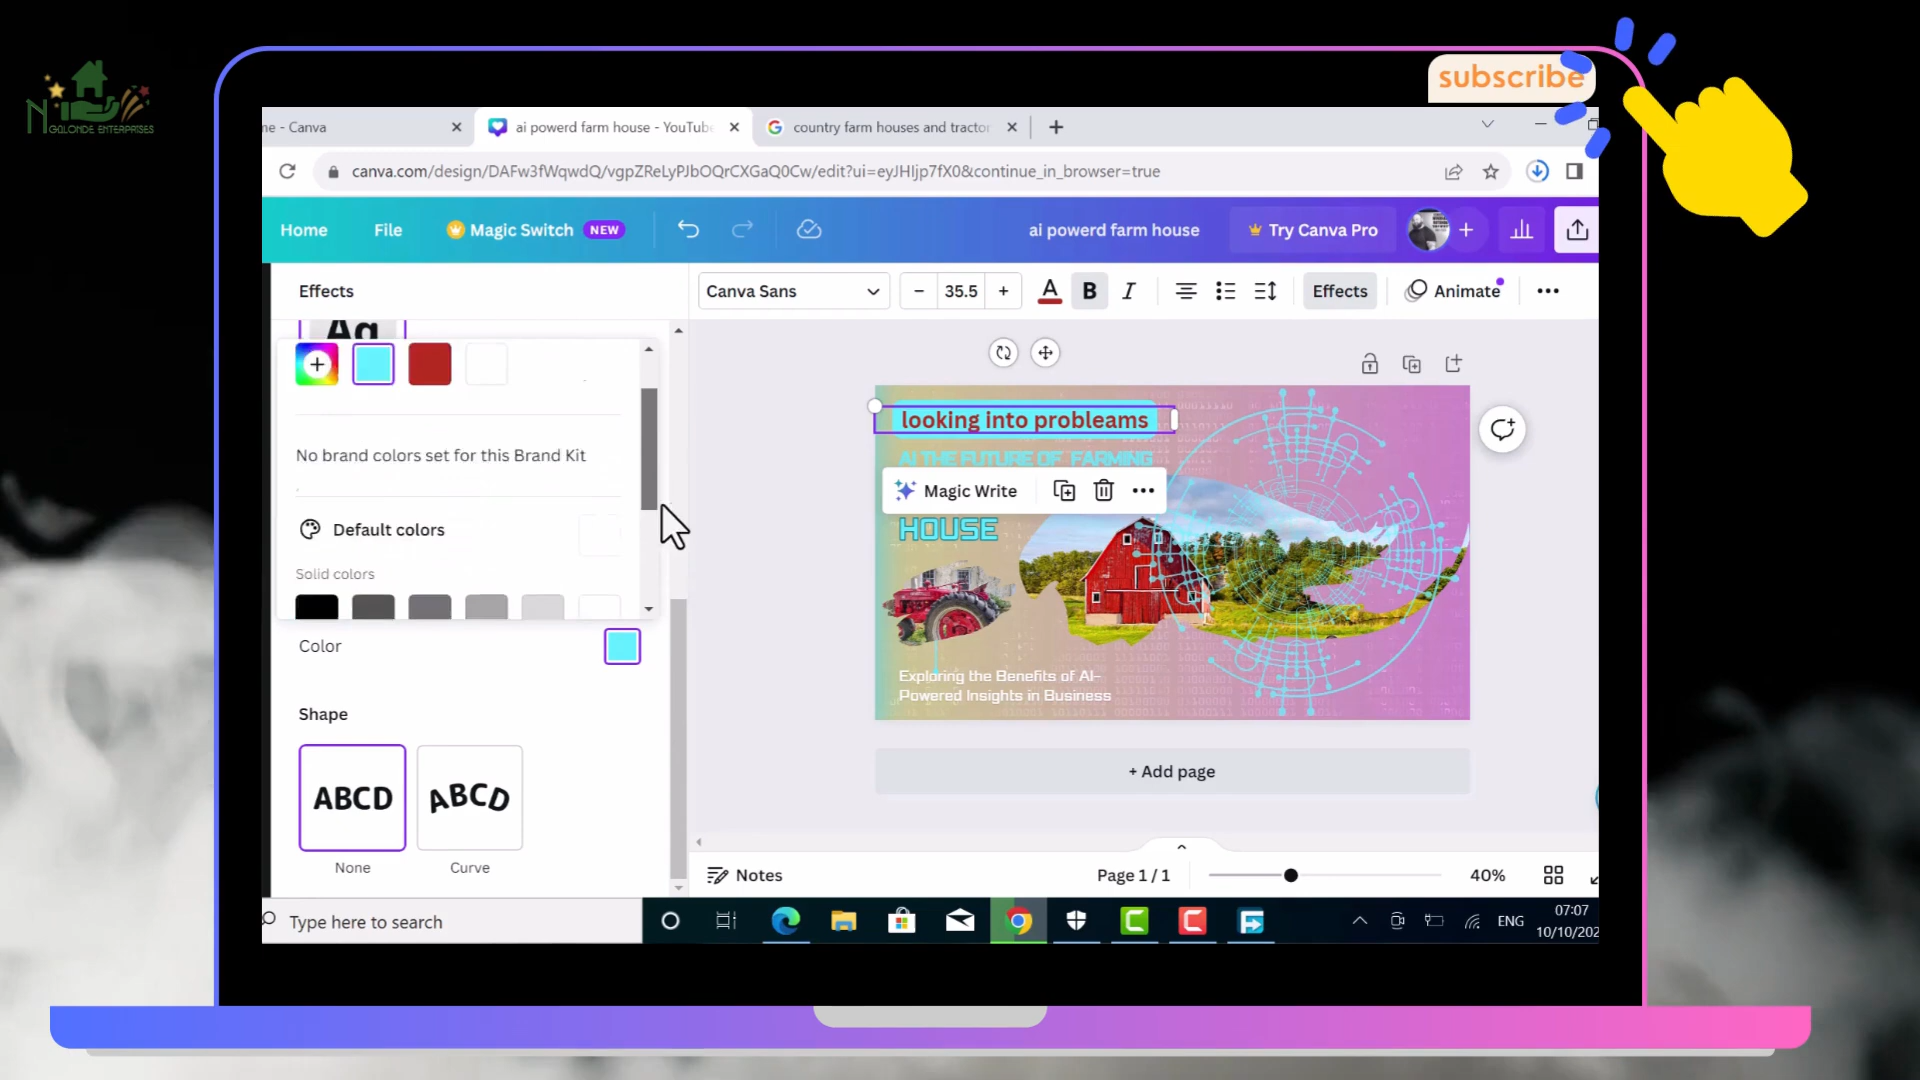 subscribe
NGALONDE ENTERPRISES
ne - Canva
ai powerd farm house - YouTube
country farm houses and tractor
canva.com/design/DAFw3fWqwdQ/vgpZReLyPJbOQrCXGaQ0Cw/edit?ui=eyJHIjp7fX0&continue_in_browser=true
Home
File
Magic Switch
NEW
ai powerd farm house
Try Canva Pro
Effects
Canva Sans
35.5
A
B
I
Effects
Animate
Ag
No brand colors set for this Brand Kit
Default colors
Solid colors
Color
Shape
ABCD
ABCD
None
Curve
looking into probleams
AI THE FUTURE OF FARMING
Magic Write
HOUSE
Exploring the Benefits of AI-
Powered Insights in Business
+ Add page
Notes
Page 1 / 1
40%
Type here to search
ENG
07:07
10/10/202